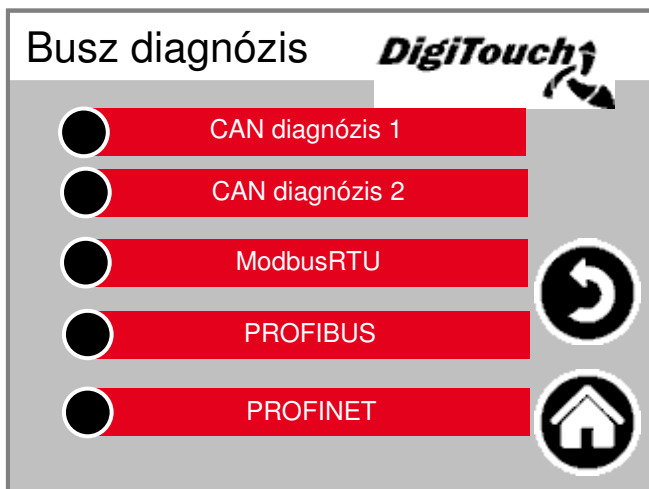 Busz diagnózis
DigiTouch
CAN diagnózis 1
CAN diagnózis 2
ModbusRTU
PROFIBUS
PROFINET